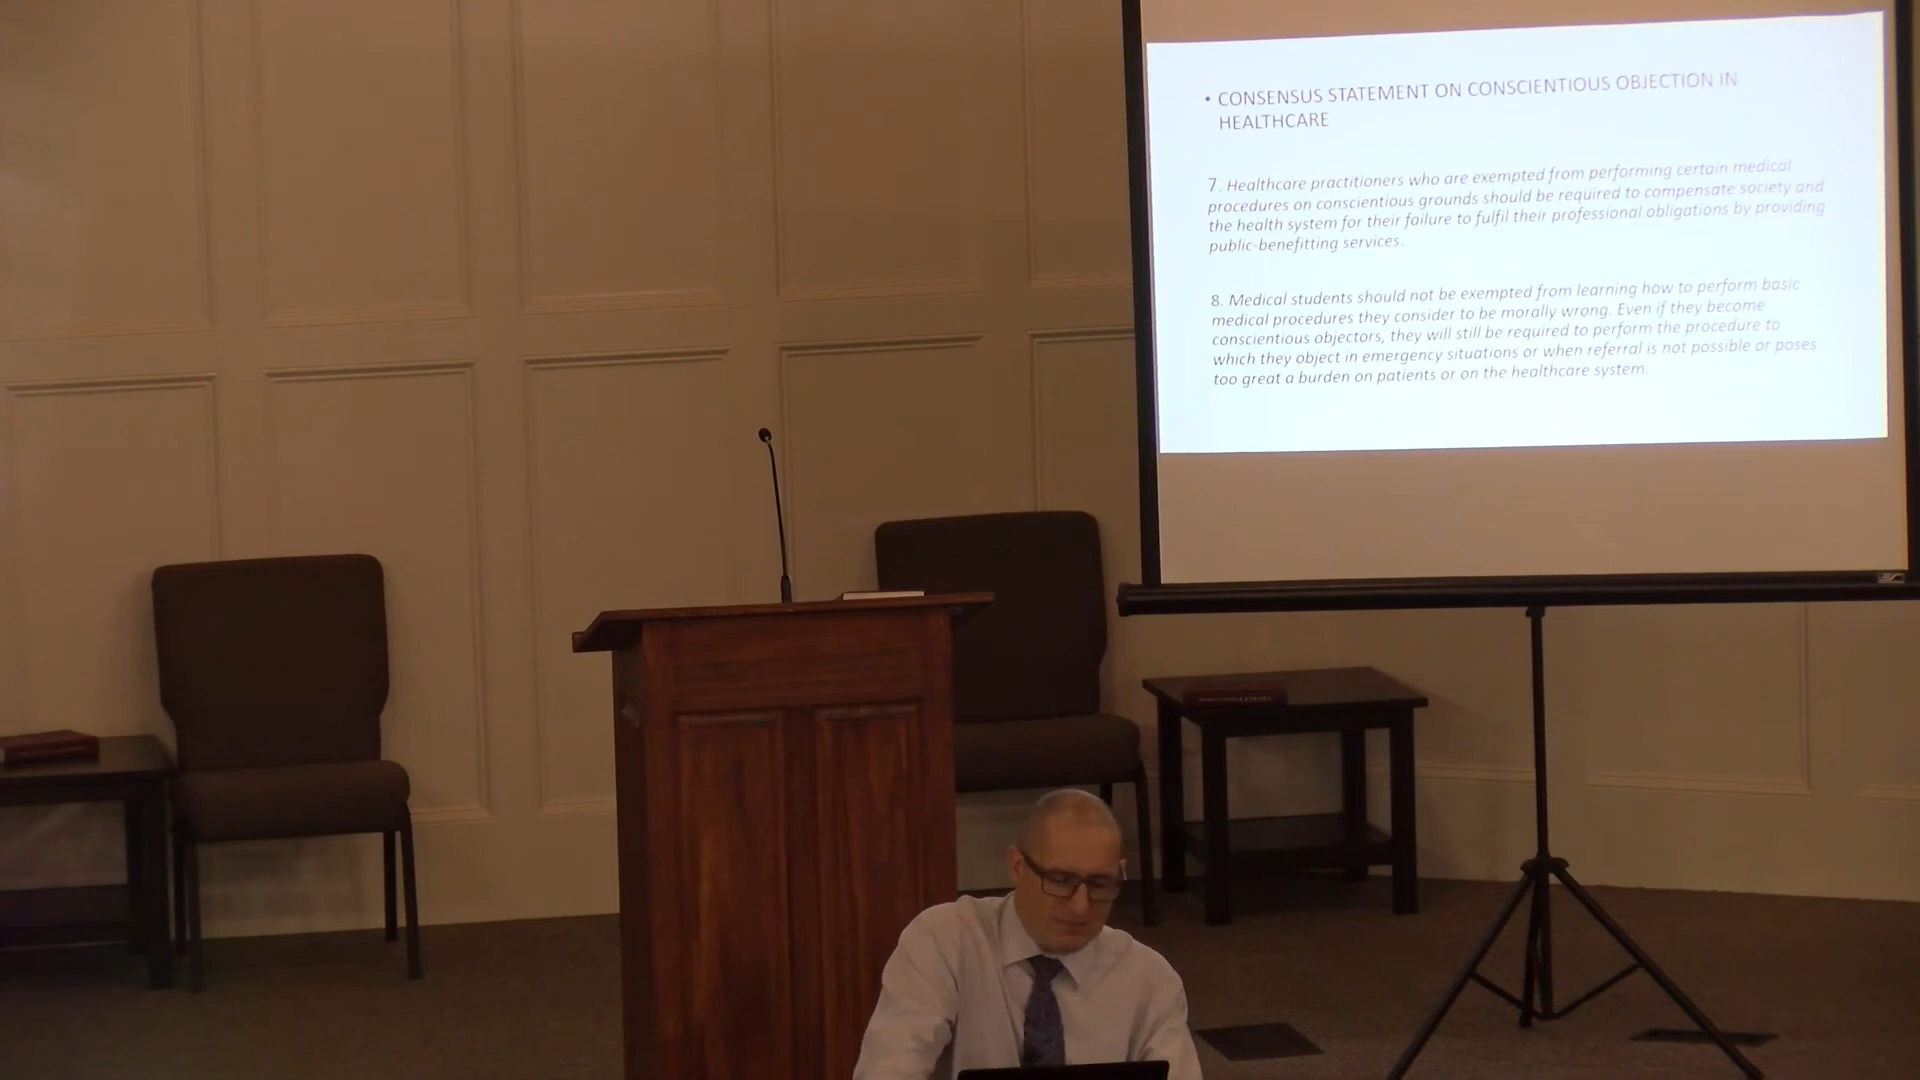 • CONSENSUS STATEMENT ON CONSCIENTIOUS OBJECTION IN
HEALTHCARE
7. Healthcare practitioners who are exempted from performing certain medical
procedures on conscientious grounds should be required to compensate society and
the health system for their failure to fulfil their professional obligations by providing
public-benefitting services.
8. Medical students should not be exempted from learning how to perform basic
medical procedures they consider to be morally wrong. Even if they become
conscientious objectors, they will still be required to perform the procedure to
which they object in emergency situations or when referral is not possible or poses
too great a burden on patients or on the healthcare system.